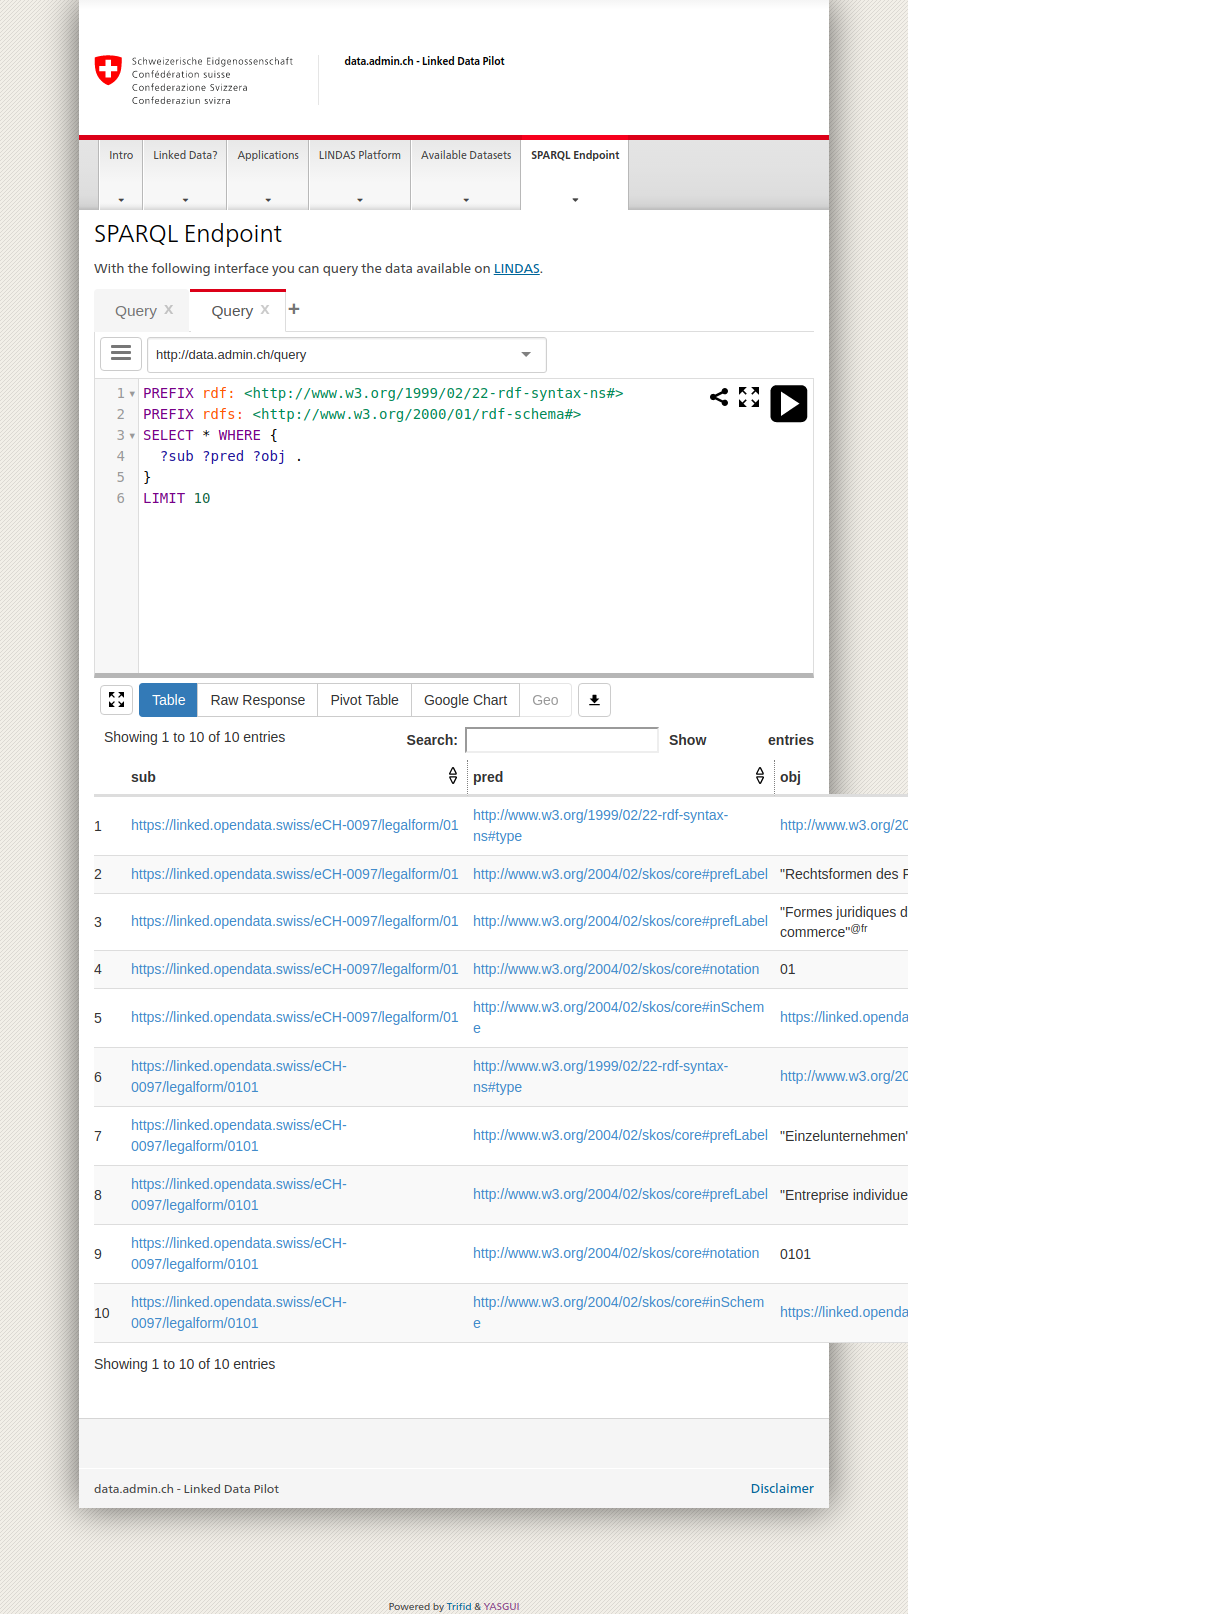 Schweizerische Eidgenossenschaft
Confédération suisse
Confederazione Svizzera
Confederaziun svizra
data.admin.ch - Linked Data Pilot
Intro Linked Data? Applications LINDAS Platform Available Datasets SPARQL Endpoint
SPARQL Endpoint
With the following interface you can query the data available on LINDAS.
Query x Query x +
http://data.admin.ch/query
1 PREFIX rdf: <http://www.w3.org/1999/02/22-rdf-syntax-ns#>
2 PREFIX rdfs: <http://www.w3.org/2000/01/rdf-schema#>
3 SELECT * WHERE {
4 ?sub ?pred ?obj .
5 }
6 LIMIT 10
Table Raw Response Pivot Table Google Chart Geo
Showing 1 to 10 of 10 entries Search: Show entries
sub pred obj
1 https://linked.opendata.swiss/eCH-0097/legalform/01 http://www.w3.org/1999/02/22-rdf-syntax- http://www.w3.org/20
ns#type
2 https://linked.opendata.swiss/eCH-0097/legalform/01 http://www.w3.org/2004/02/skos/core#prefLabel "Rechtsformen des
3 https://linked.opendata.swiss/eCH-0097/legalform/01 http://www.w3.org/2004/02/skos/core#prefLabel "Formes juridiques d
commerce"@fr
4 https://linked.opendata.swiss/eCH-0097/legalform/01 http://www.w3.org/2004/02/skos/core#notation 01
5 https://linked.opendata.swiss/eCH-0097/legalform/01 http://www.w3.org/2004/02/skos/core#inSchem https://linked.openda
e
6 https://linked.opendata.swiss/eCH- http://www.w3.org/1999/02/22-rdf-syntax- http://www.w3.org/20
0097/legalform/0101 ns#type
7 https://linked.opendata.swiss/eCH- http://www.w3.org/2004/02/skos/core#prefLabel "Einzelunternehmen"
0097/legalform/0101
8 https://linked.opendata.swiss/eCH- http://www.w3.org/2004/02/skos/core#prefLabel "Entreprise individue
0097/legalform/0101
9 https://linked.opendata.swiss/eCH- http://www.w3.org/2004/02/skos/core#notation 0101
0097/legalform/0101
10 https://linked.opendata.swiss/eCH- http://www.w3.org/2004/02/skos/core#inSchem https://linked.openda
0097/legalform/0101 e
Showing 1 to 10 of 10 entries
data.admin.ch - Linked Data Pilot Disclaimer
Powered by Trifid & YASGUI